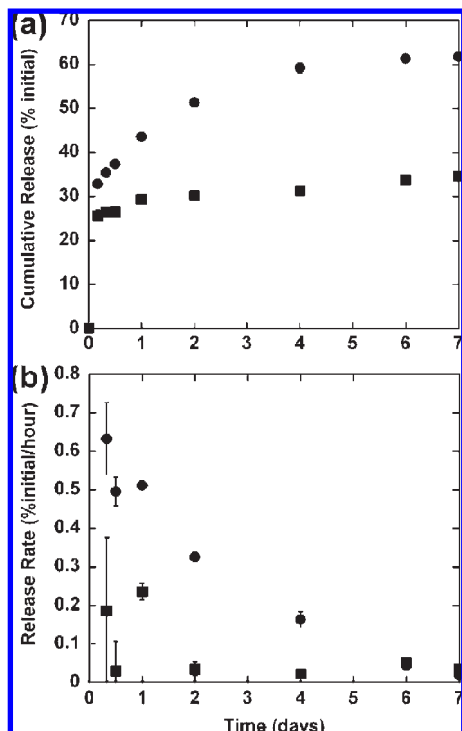 (a)
70
60
50
40
30
20
10
0
Cumulative Release (% initial)
0 1 2 3 4 5 6 7
(b)
0.8
0.7
0.6
0.5
0.4
0.3
0.2
0.1
0
Release Rate (%initial/hour)
0 1 2 3 4 5 6 7
Time (days)